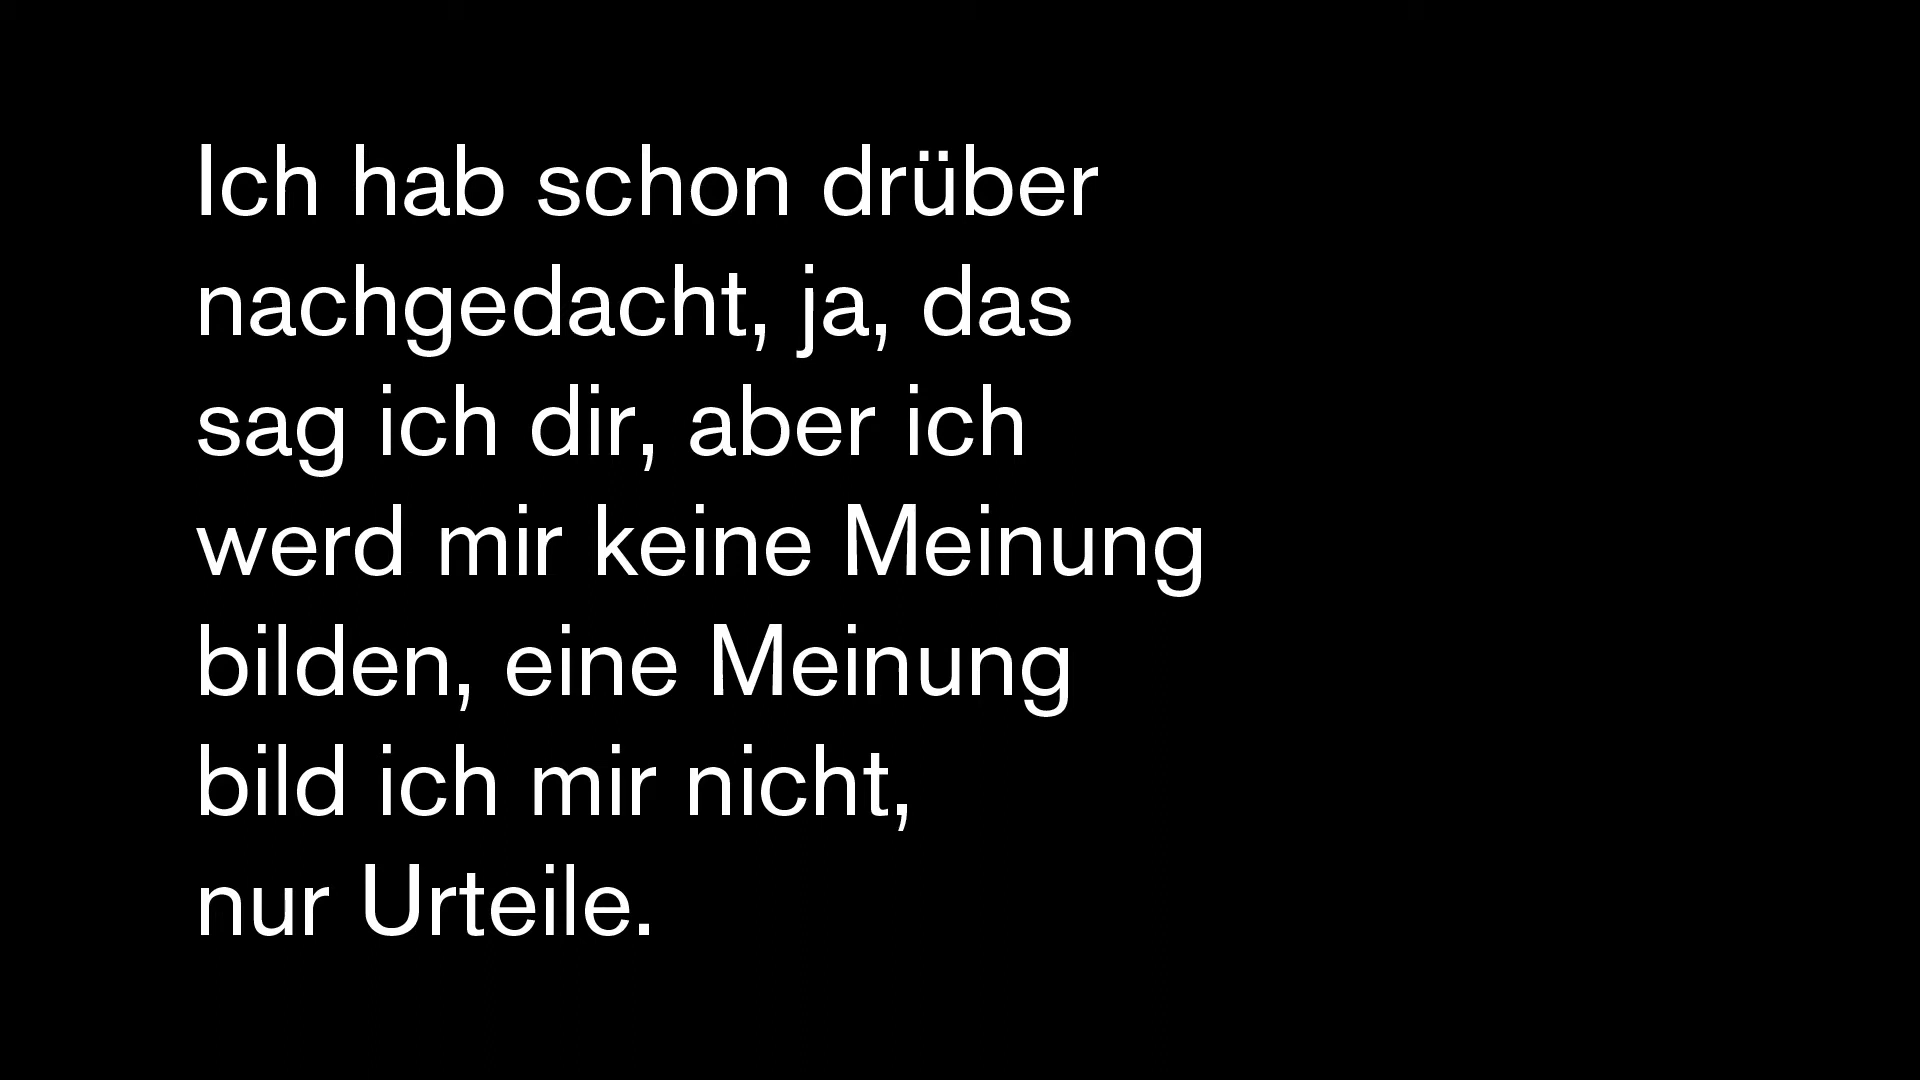 Ich hab schon drüber
nachgedacht, ja, das
sag ich dir, aber ich
werd mir keine Meinung
bilden, eine Meinung
bild ich mir nicht,
nur Urteile.